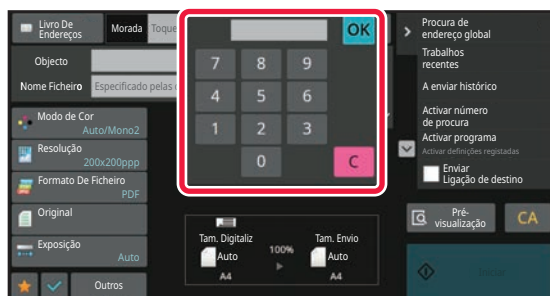 Livro De
Endereços
Morada
Toque
OK
Procura de
endereço global
Objecto
Trabalhos
recentes
Nome Ficheiro
Especificado pelas
7 8 9
A enviar histórico
4 5 6
Modo de Cor
Auto/Mono2
1 2 3
Activar número
de procura
Activar programa
Activar definições registadas
Resolução
200x200ppp
0 C
Enviar
Ligação de destino
Formato De Ficheiro
PDF
Original
Pré-
visualização
CA
Exposição
Auto
Tam. Digitaliz
Auto
A4
100%
Tam. Envio
Auto
A4
Outros
Iniciar